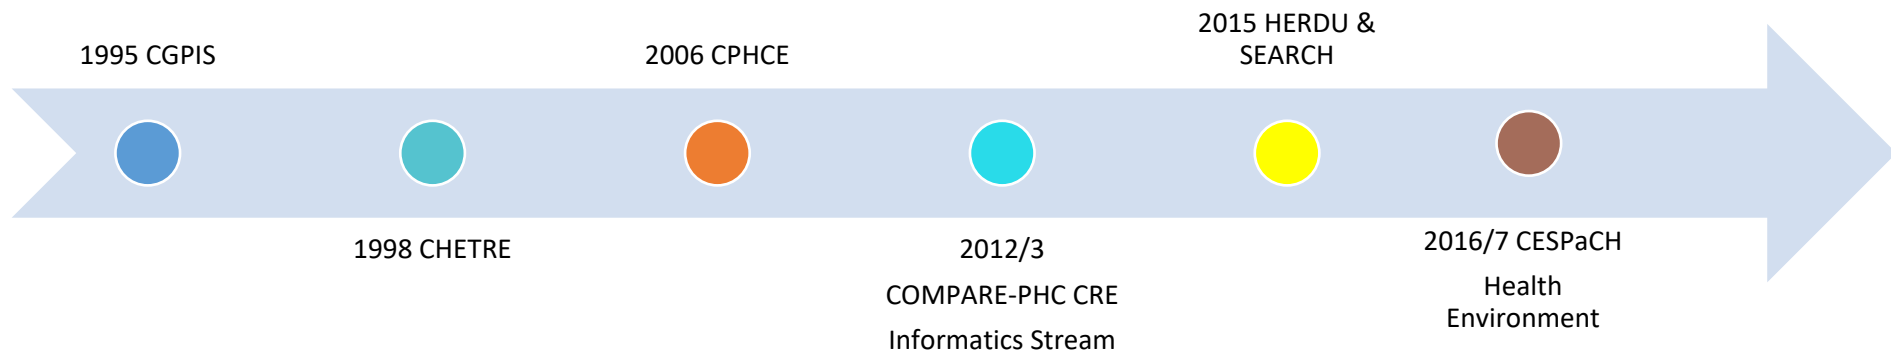 1995 CGPIS
1998 CHETRE
2006 CPHCE
2012/3
COMPARE-PHC CRE
Informatics Stream
2015 HERDU &
SEARCH
2016/7 CESPaCH
Health
Environment